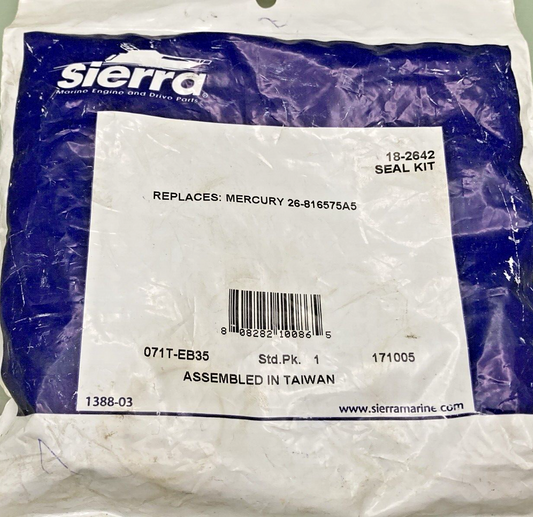 sierra
Marine Engine and Drive Parts
18-2642
SEAL KIT
REPLACES: MERCURY 26-816575A5
8 08282 10086 5
071T-EB35 Std.Pk. 1 171005
ASSEMBLED IN TAIWAN
1388-03 www.sierramarine.com